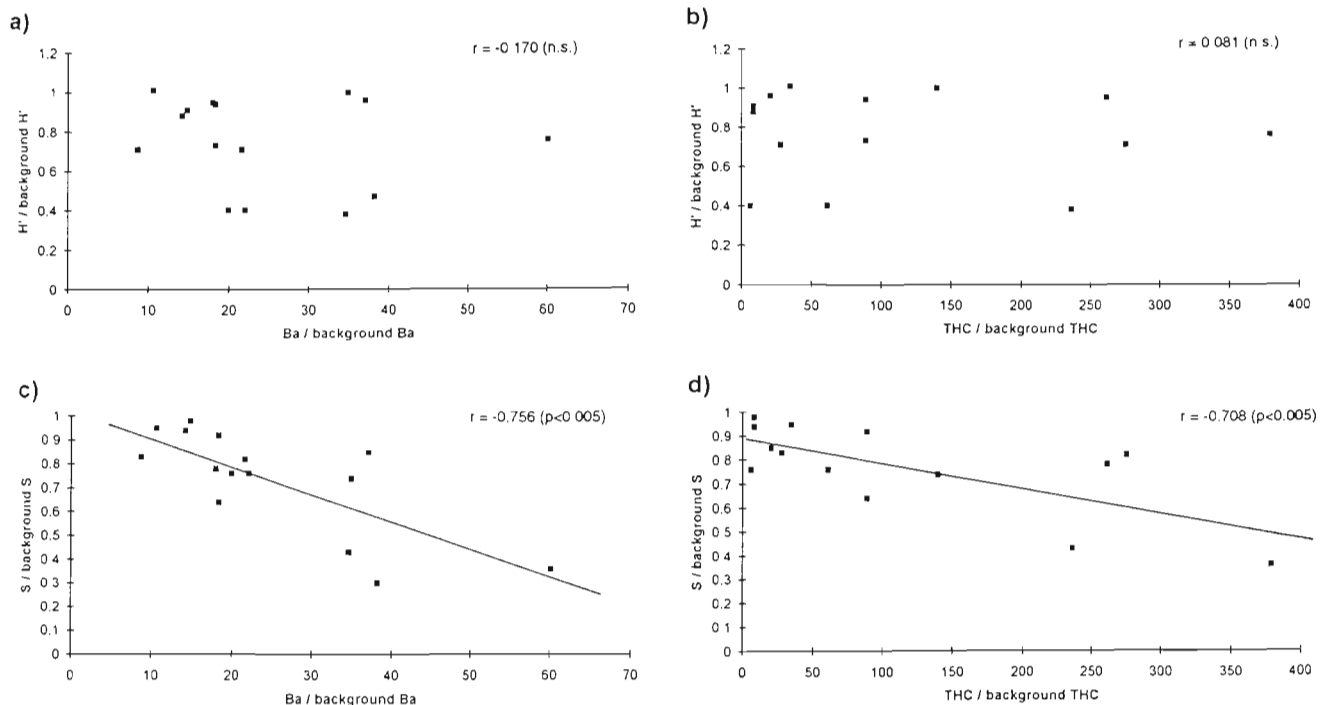 a)
r = -0 170 (n.s.)
1.2
1
0.8
0.6
0.4
0.2
0
H' / background H'
0 10 20 30 40 50 60 70
Ba / background Ba
b)
r = 0 081 (n s.)
1.2
1
0.8
0.6
0.4
0.2
0
H' / background H'
0 50 100 150 200 250 300 350 400
THC / background THC
c)
r = -0.756 (p<0 005)
1
0.9
0.8
0.7
0.6
0.5
0.4
0.3
0.2
0.1
0
S / background S
0 10 20 30 40 50 60 70
Ba / background Ba
d)
r = -0.708 (p<0.005)
1
0.9
0.8
0.7
0.6
0.5
0.4
0.3
0.2
0.1
0
S / background S
0 50 100 150 200 250 300 350 400
THC / background THC